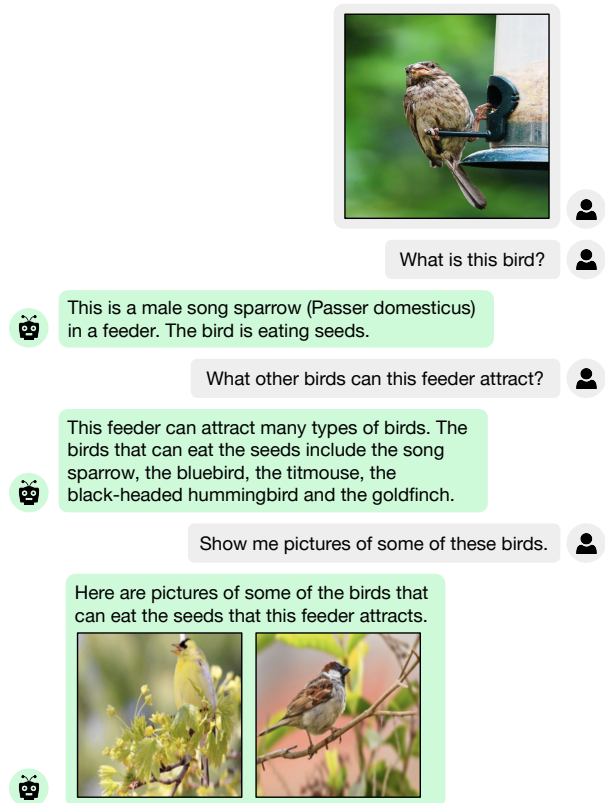 What is this bird?
This is a male song sparrow (Passer domesticus)
in a feeder. The bird is eating seeds.
What other birds can this feeder attract?
This feeder can attract many types of birds. The
birds that can eat the seeds include the song
sparrow, the bluebird, the titmouse, the
black-headed hummingbird and the goldfinch.
Show me pictures of some of these birds.
Here are pictures of some of the birds that
can eat the seeds that this feeder attracts.